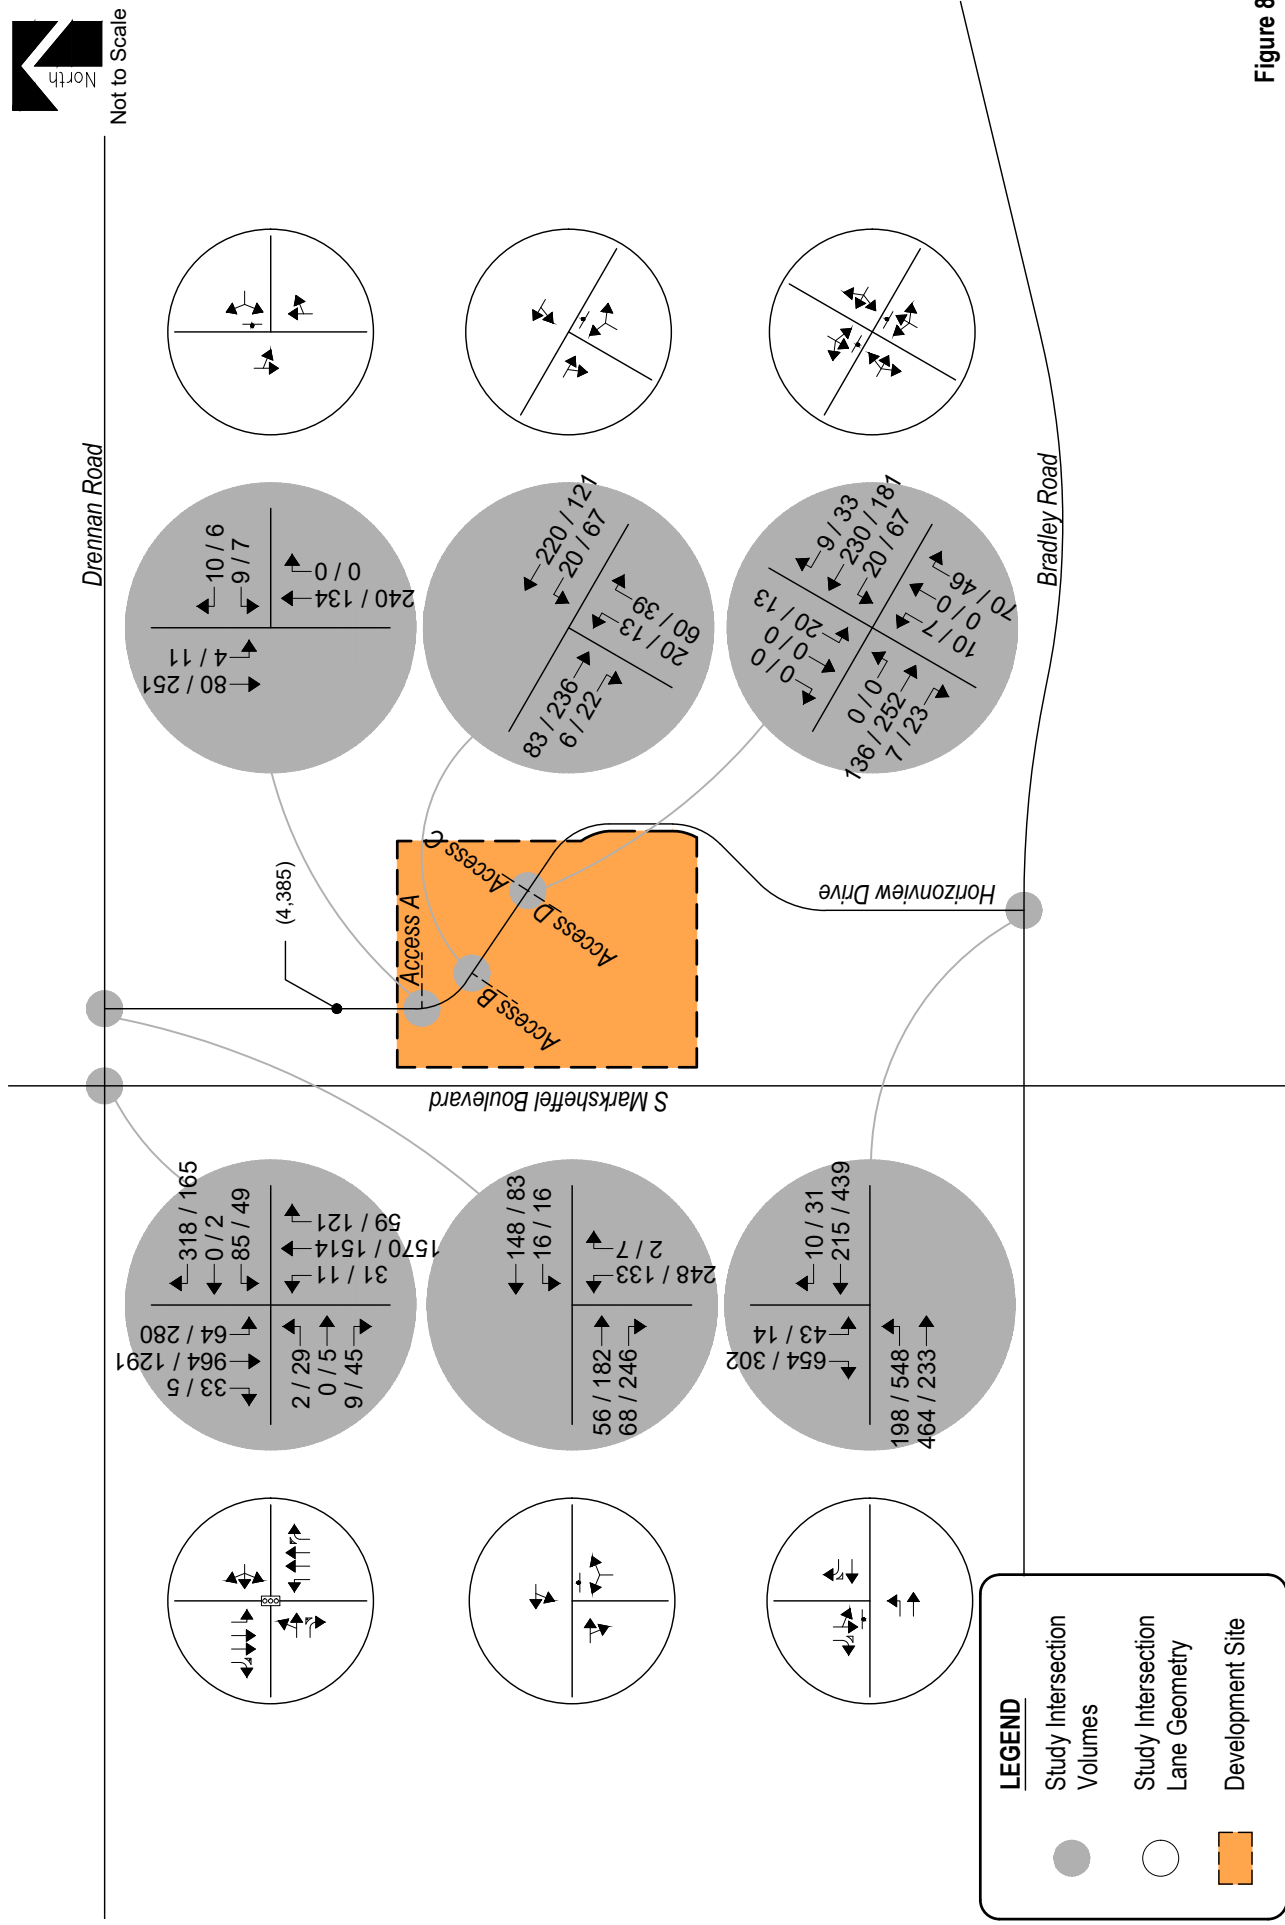 North
Not to Scale
Figure 8
Drennan Road
10 / 6
9 / 7
0 / 0
240 / 134
4 / 11
80 / 251
220 / 121
20 / 67
60 / 39
20 / 13
83 / 236
6 / 22
9 / 33
230 / 181
20 / 67
20 / 13
0 / 0
0 / 0
70 / 46
0 / 0
10 / 7
0 / 0
136 / 252
7 / 23
Bradley Road
(4,385)
Access A
Access B
Access C
Access D
Horizonview Drive
S Marksheffel Boulevard
318 / 165
0 / 2
85 / 49
59 / 121
1570 / 1514
31 / 11
64 / 280
964 / 1291
33 / 5
2 / 29
0 / 5
9 / 45
148 / 83
16 / 16
2 / 7
248 / 133
56 / 182
68 / 246
10 / 31
215 / 439
43 / 14
654 / 302
198 / 548
464 / 233
LEGEND
Study Intersection
Volumes
Study Intersection
Lane Geometry
Development Site